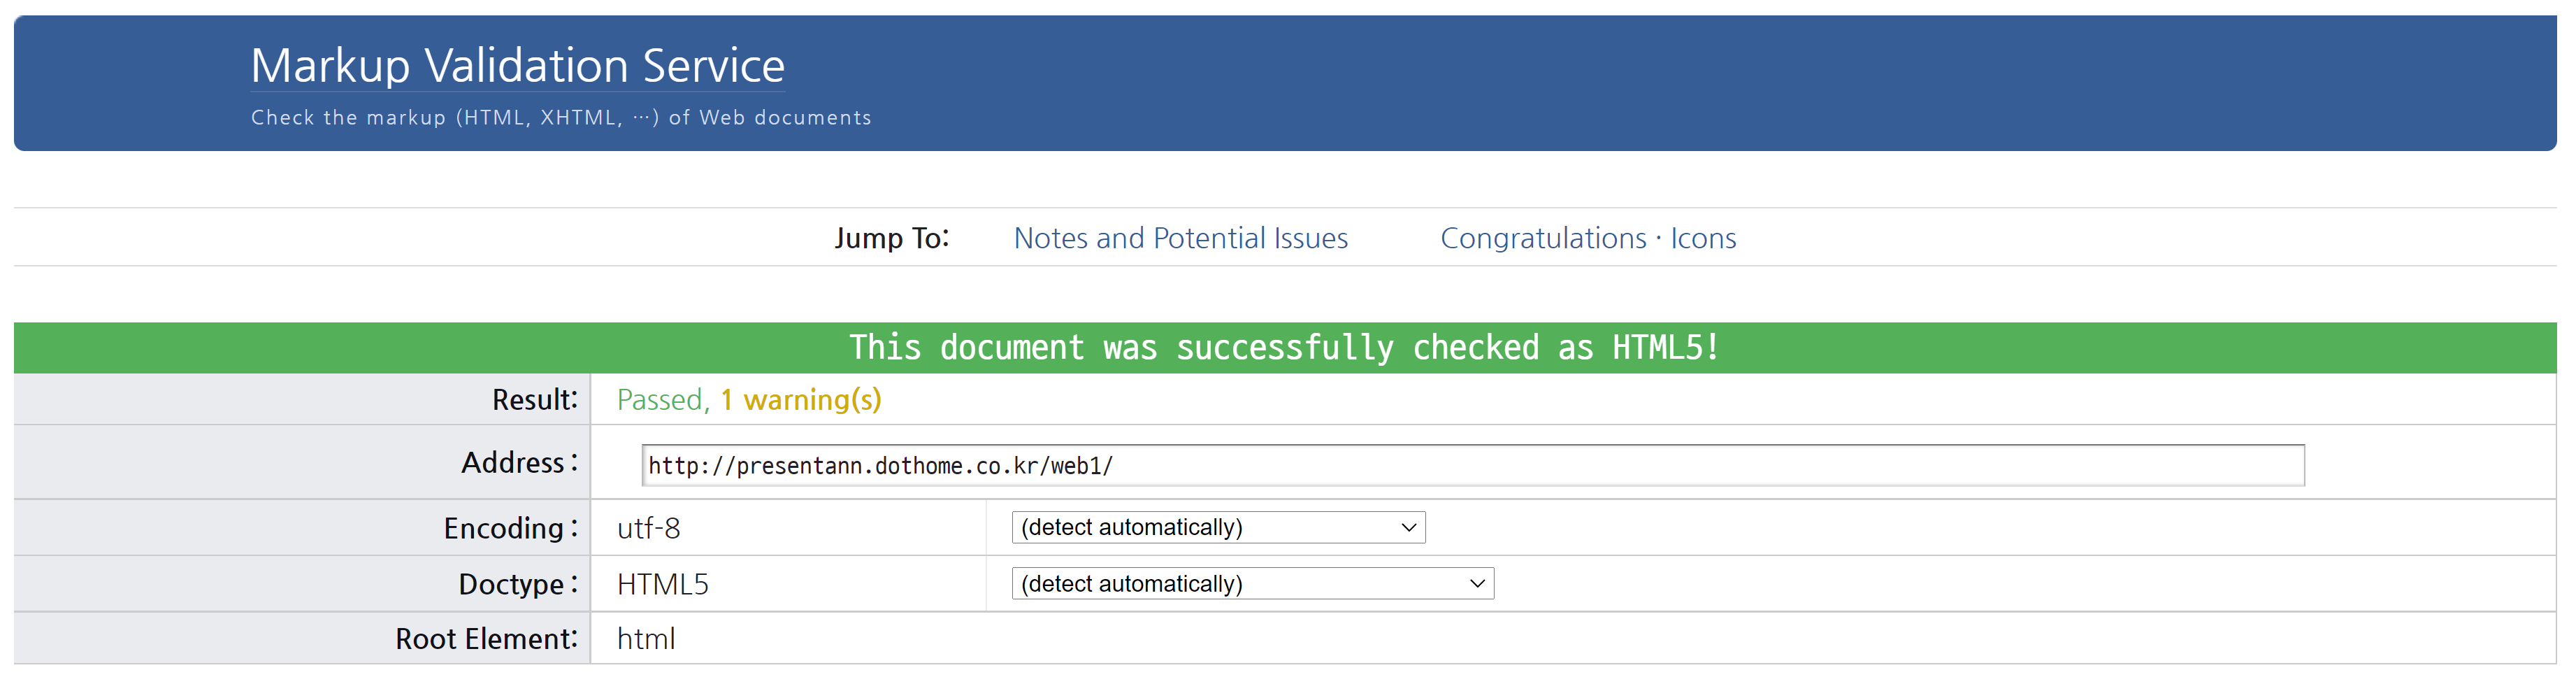 Markup Validation Service
Check the markup (HTML, XHTML, …) of Web documents
Jump To: Notes and Potential Issues Congratulations · Icons
This document was successfully checked as HTML5!
Result: Passed, 1 warning(s)
Address : http://presentann.dothome.co.kr/web1/
Encoding : utf-8 (detect automatically)
Doctype : HTML5 (detect automatically)
Root Element: html